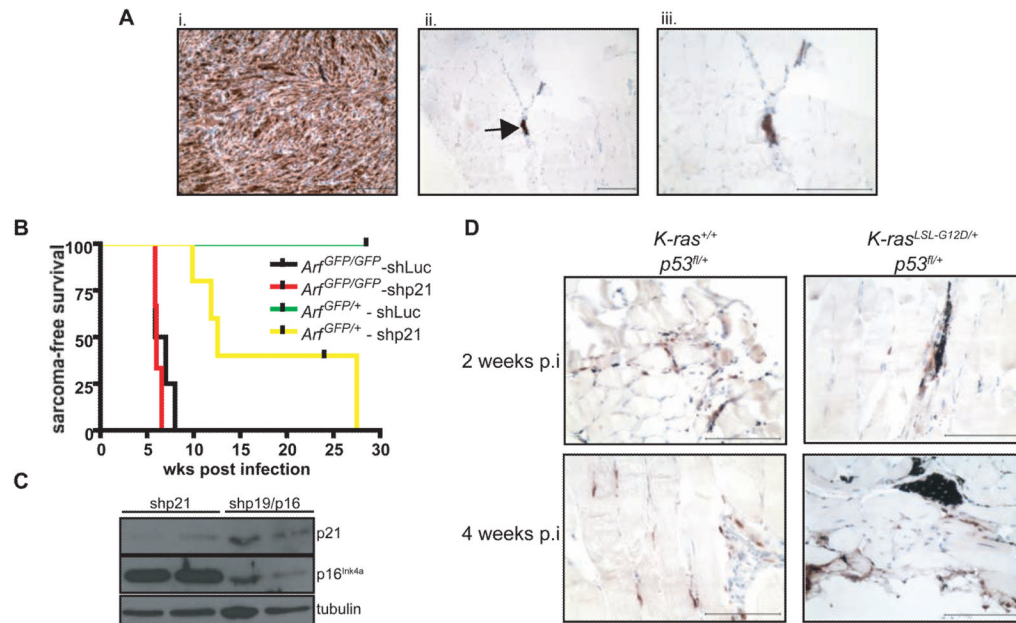 A
i.
ii.
iii.
B
sarcoma-free survival
100
75
50
25
0
0 5 10 15 20 25 30
wks post infection
Arf^GFP/GFP-shLuc
Arf^GFP/GFP-shp21
Arf^GFP/+ - shLuc
Arf^GFP/+ - shp21
C
shp21 shp19/p16
p21
p16^Ink4a
tubulin
D
K-ras^+/+
p53^fl/+
K-ras^LSL-G12D/+
p53^fl/+
2 weeks p.i
4 weeks p.i